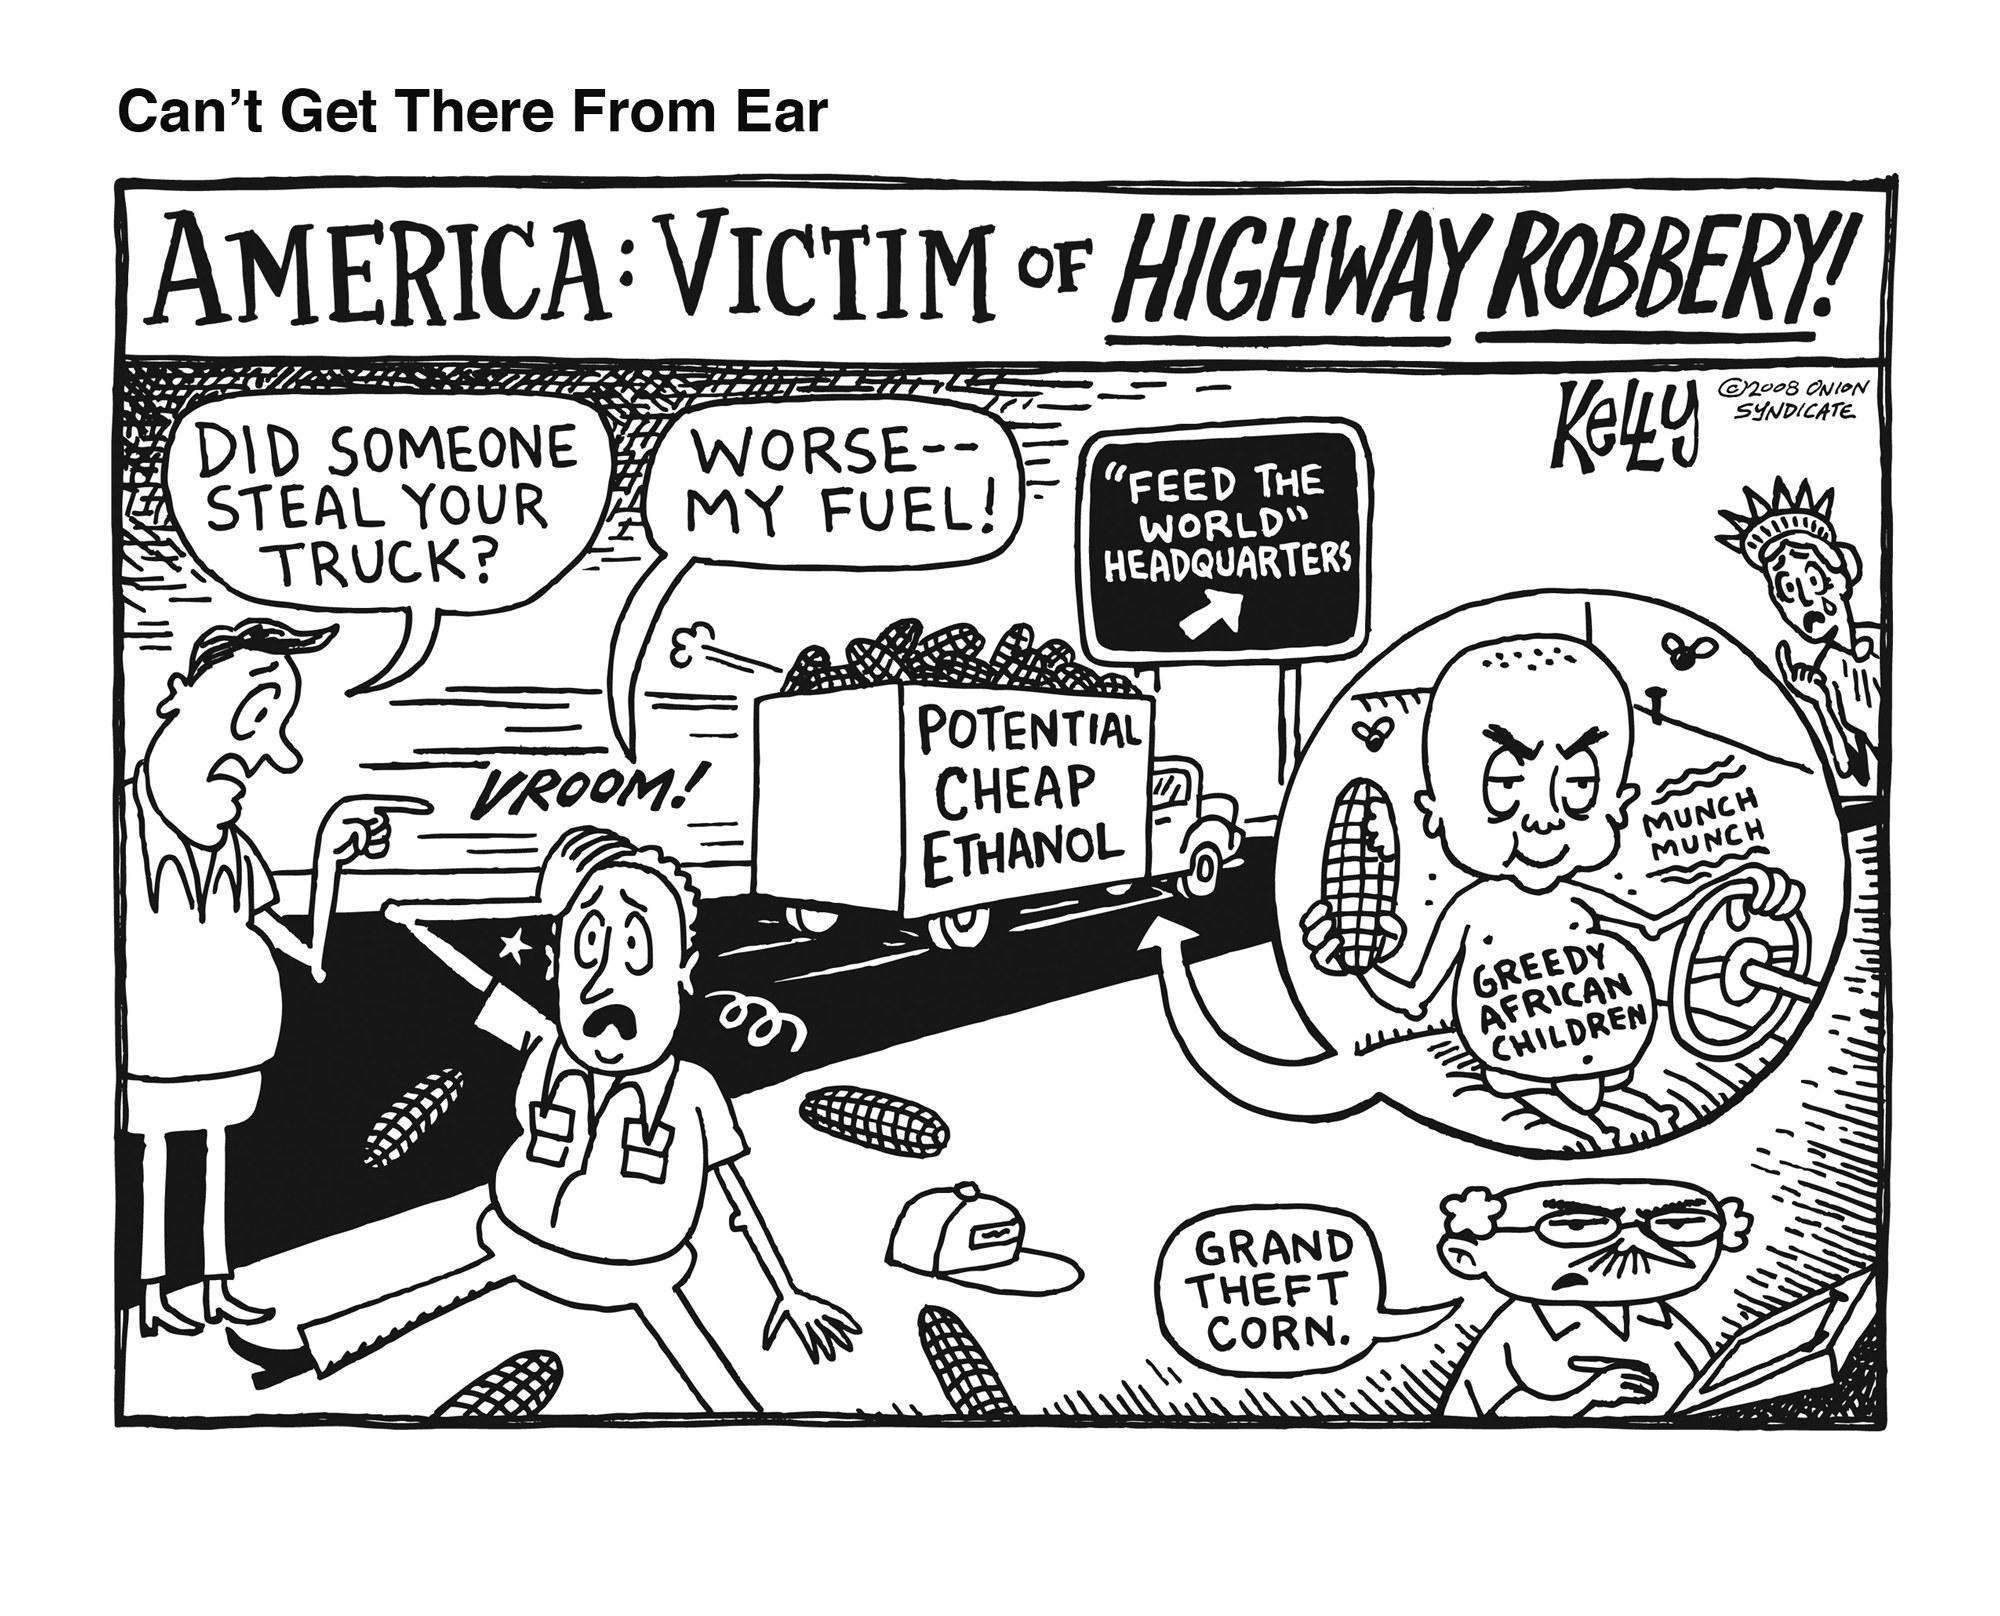 Can’t Get There From Ear
AMERICA: VICTIM OF HIGHWAY ROBBERY!
KELLY
©2008 ONION
SYNDICATE
DID SOMEONE
STEAL YOUR
TRUCK?
WORSE--
MY FUEL!
"FEED THE
WORLD"
HEADQUARTERS
VROOM!
POTENTIAL
CHEAP
ETHANOL
MUNCH
MUNCH
GREEDY
AFRICAN
CHILDREN
GRAND
THEFT
CORN.